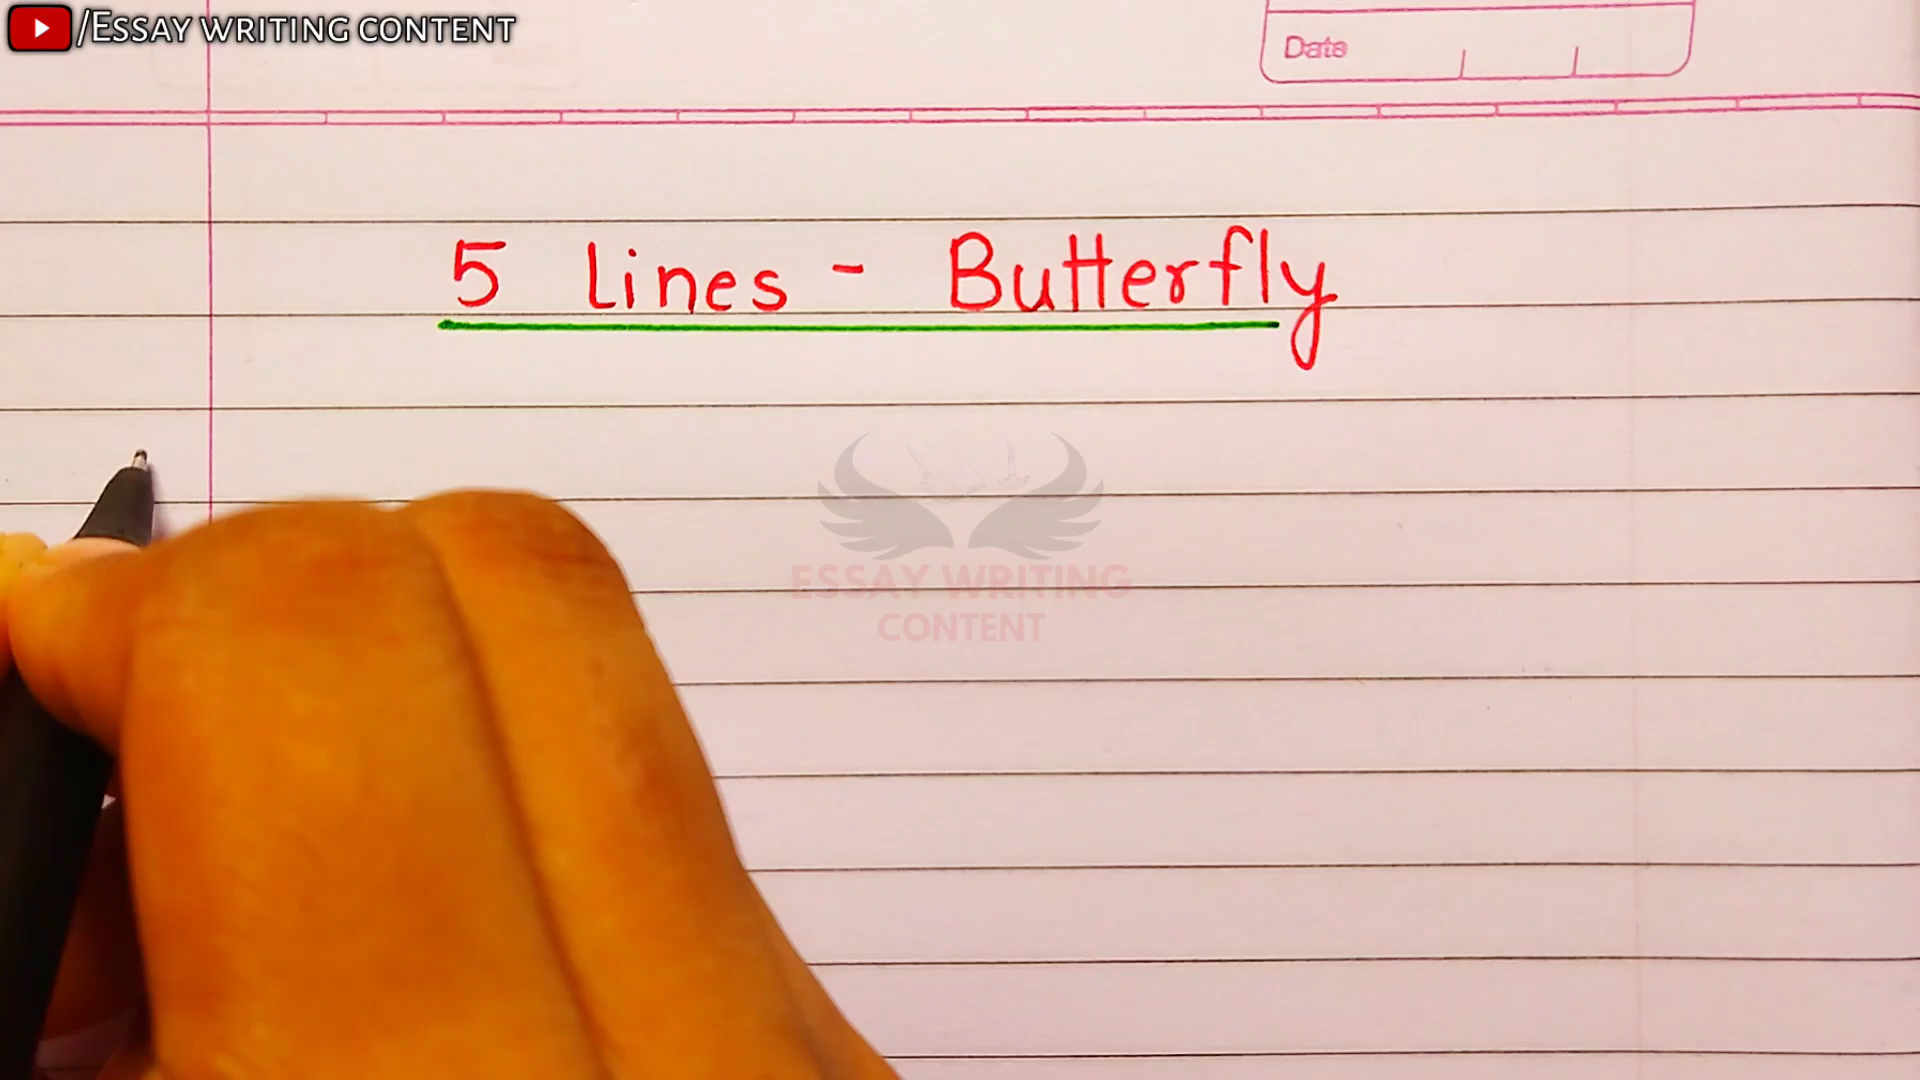 /Essay writing content
Date
5 lines - Butterfly
ESSAY WRITING
CONTENT